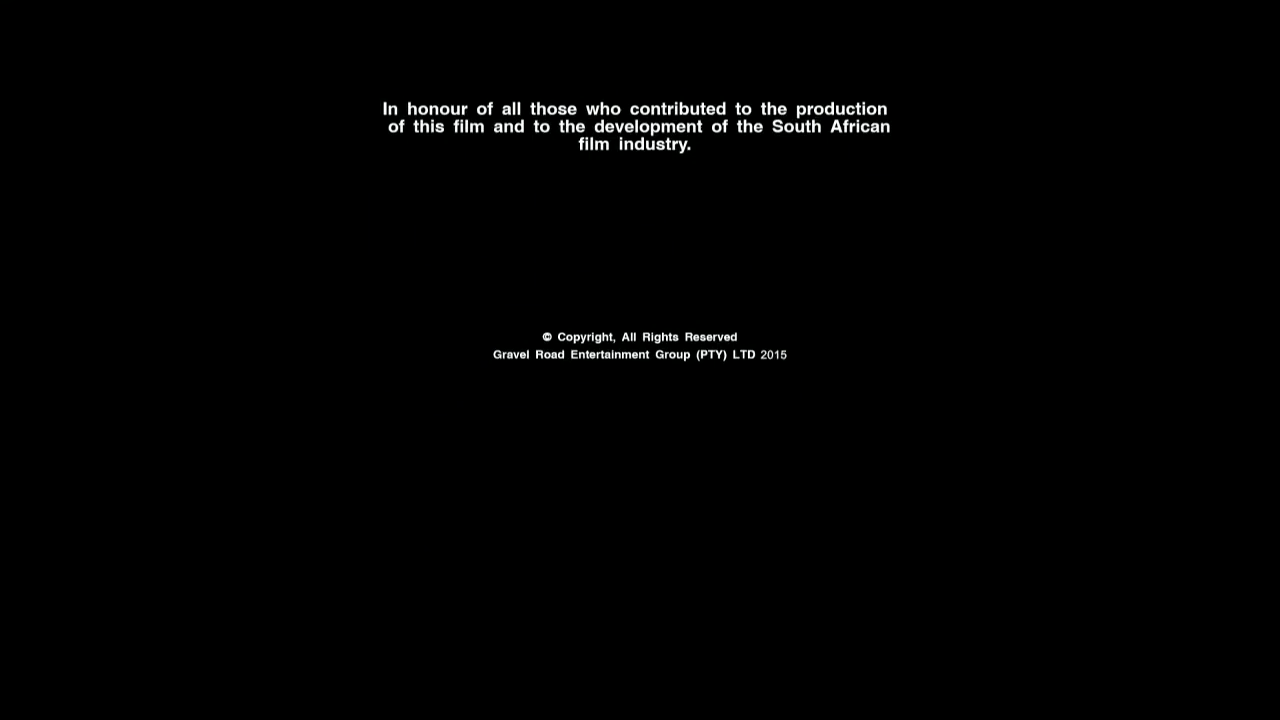 In honour of all those who contributed to the production
of this film and to the development of the South African
film industry.
© Copyright, All Rights Reserved
Gravel Road Entertainment Group (PTY) LTD 2015